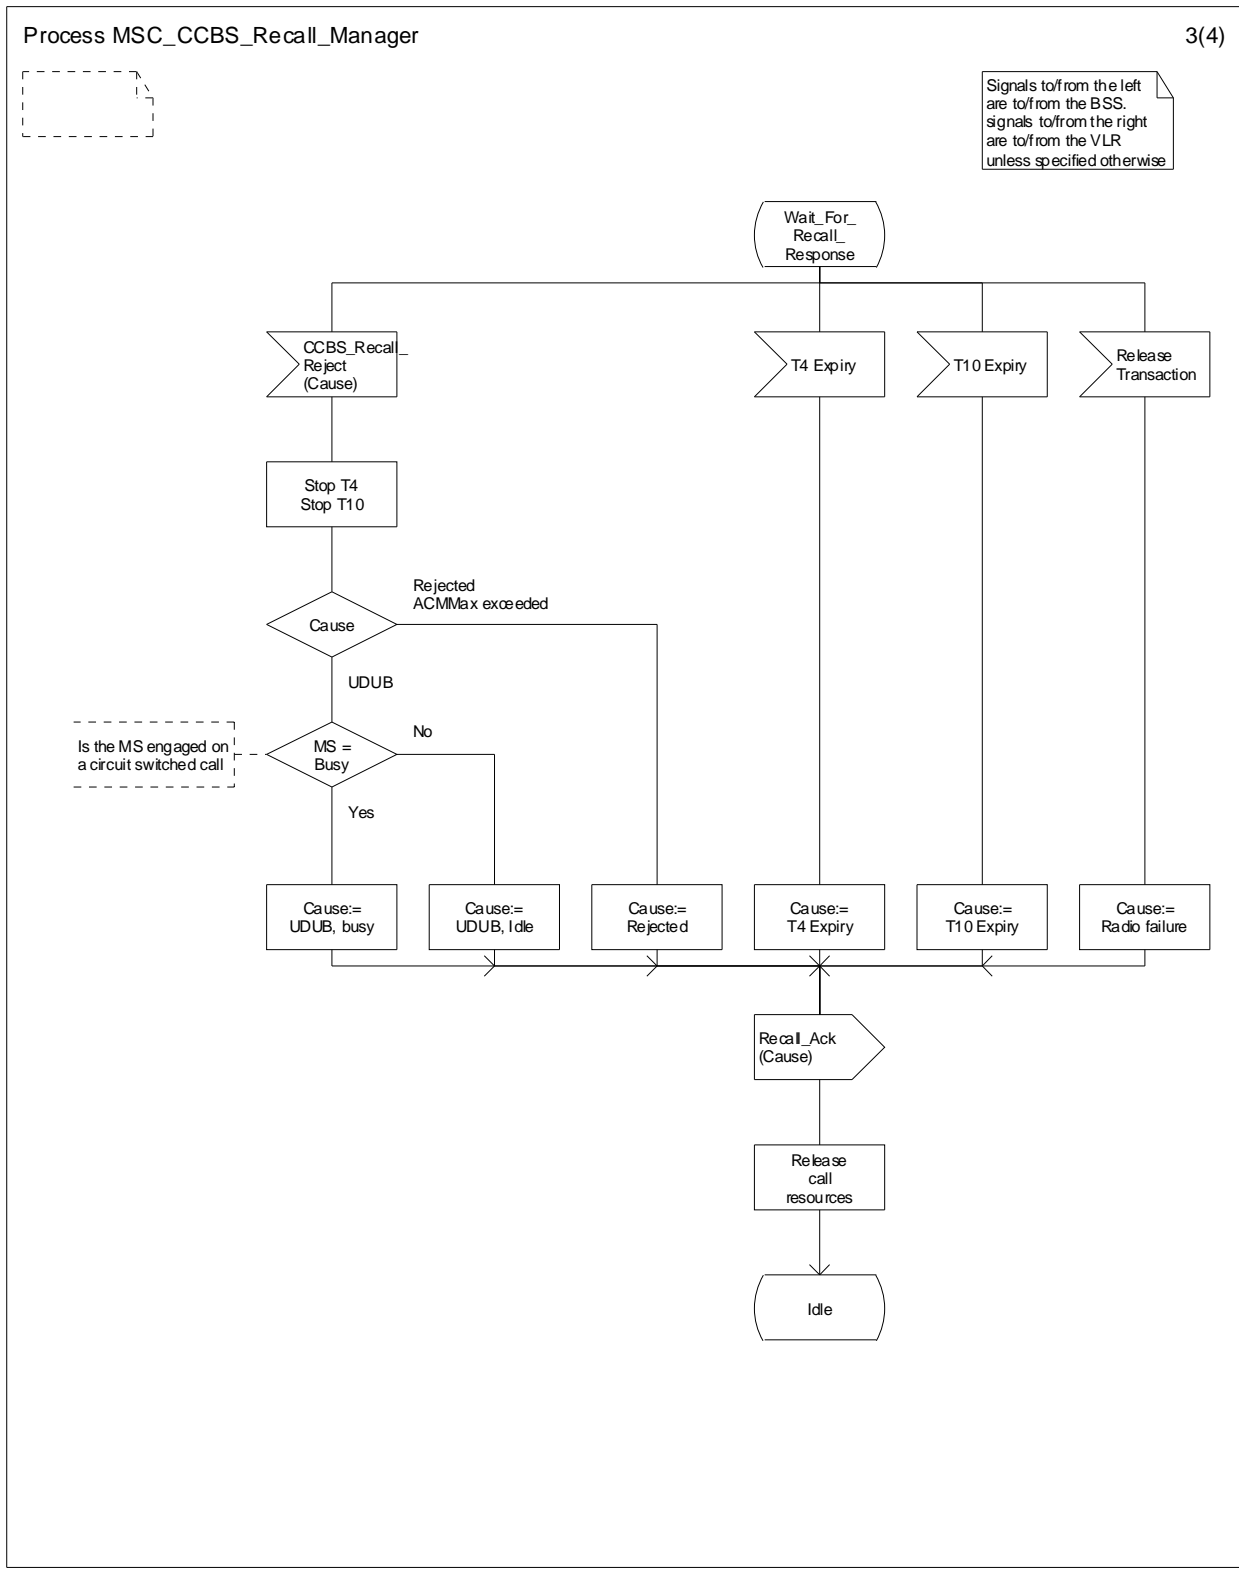 Process MSC_CCBS_Recall_Manager
3(4)
Signals to/from the left
are to/from the BSS.
signals to/from the right
are to/from the VLR
unless specified otherwise
Wait_For_
Recall_
Response
CCBS_Recall_
Reject
(Cause)
T4 Expiry
T10 Expiry
Release
Transaction
Stop T4
Stop T10
Rejected
ACMMax exceeded
Cause
UDUB
Is the MS engaged on
a circuit switched call
MS =
Busy
No
Yes
Cause:=
UDUB, busy
Cause:=
UDUB, Idle
Cause:=
Rejected
Cause:=
T4 Expiry
Cause:=
T10 Expiry
Cause:=
Radio failure
Recall_Ack
(Cause)
Release
call
resources
Idle